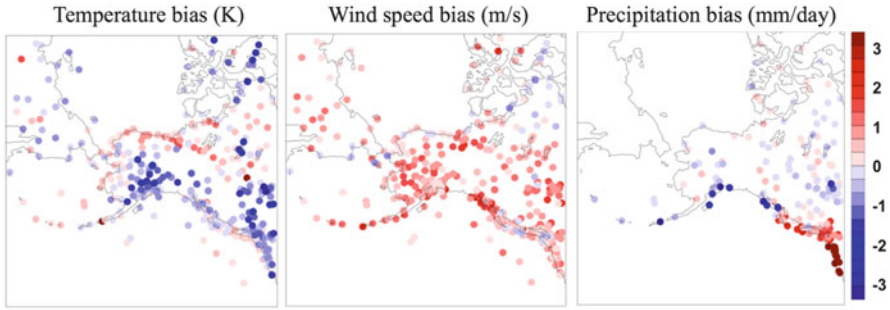 Temperature bias (K)
Wind speed bias (m/s)
Precipitation bias (mm/day)
3
2
1
0
-1
-2
-3